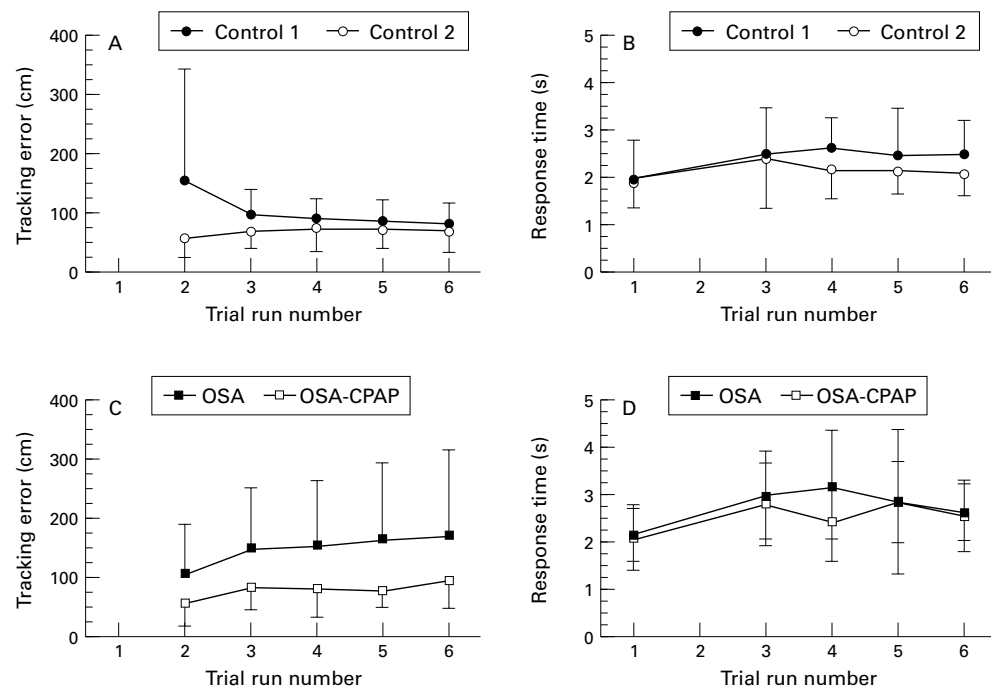 A
Control 1
Control 2
Tracking error (cm)
400
300
200
100
0
1 2 3 4 5 6
Trial run number
B
Control 1
Control 2
Response time (s)
5
4
3
2
1
0
1 2 3 4 5 6
Trial run number
C
OSA
OSA-CPAP
Tracking error (cm)
400
300
200
100
0
1 2 3 4 5 6
Trial run number
D
OSA
OSA-CPAP
Response time (s)
5
4
3
2
1
0
1 2 3 4 5 6
Trial run number